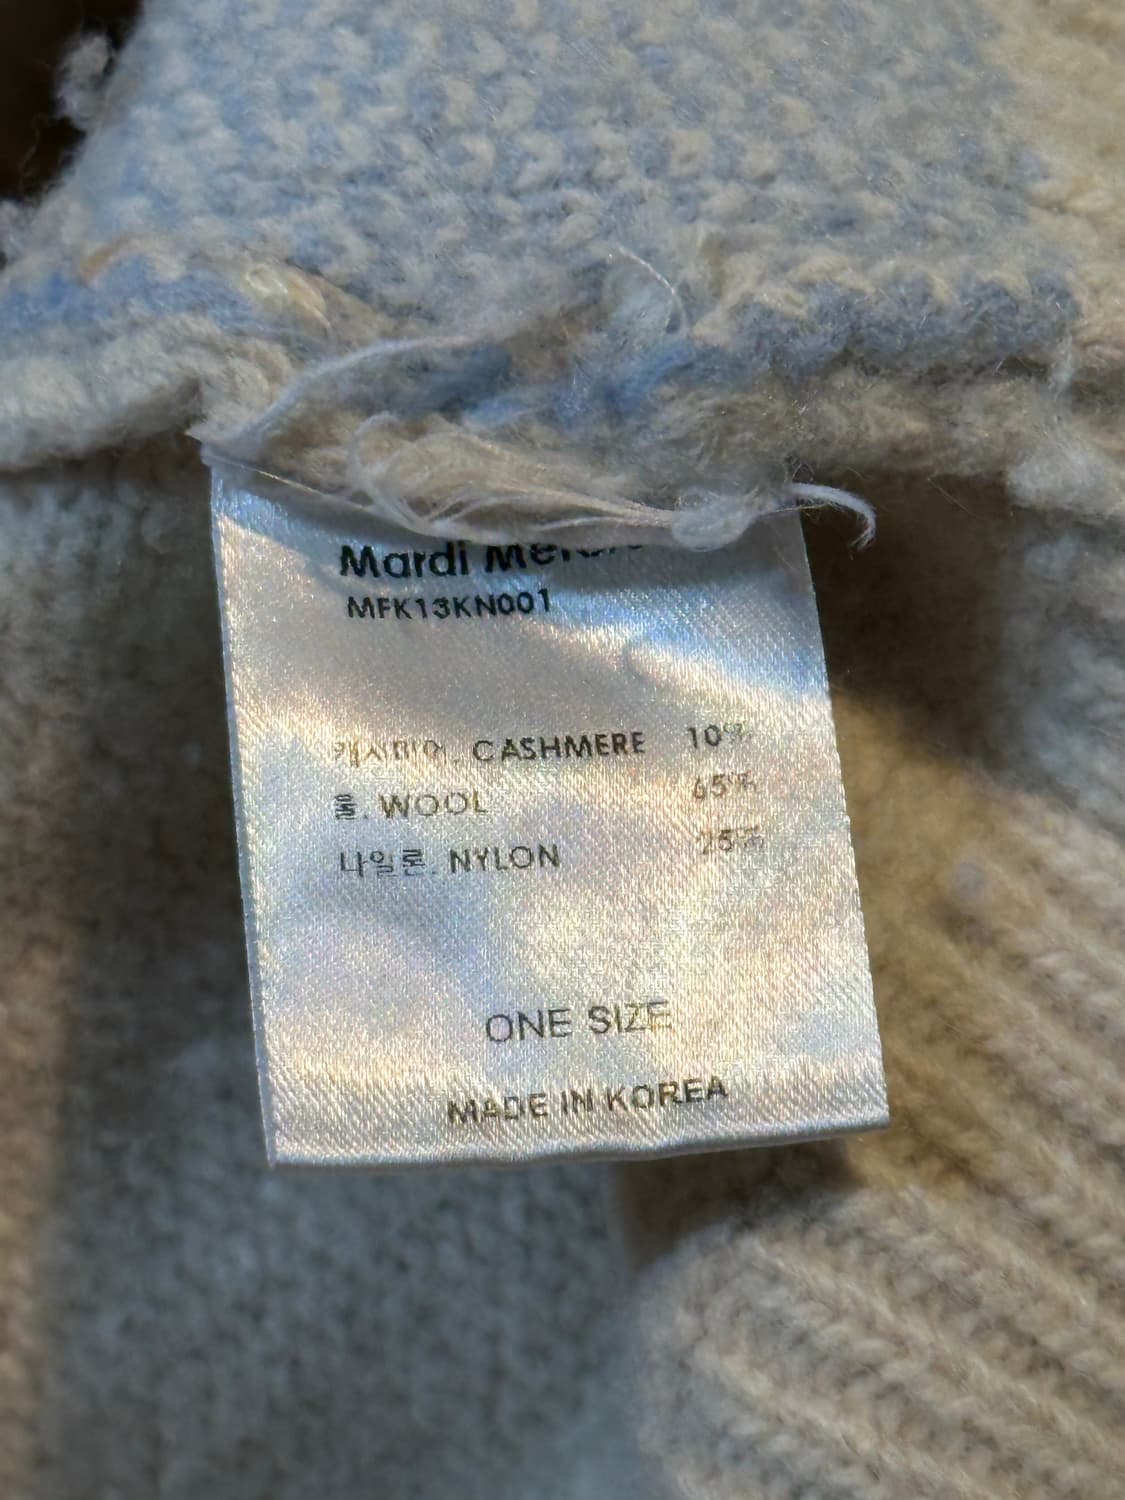 Mardi
MFK13KN001
캐시미어. CASHMERE 10%
울. WOOL 65%
나일론. NYLON 25%
ONE SIZE
MADE IN KOREA